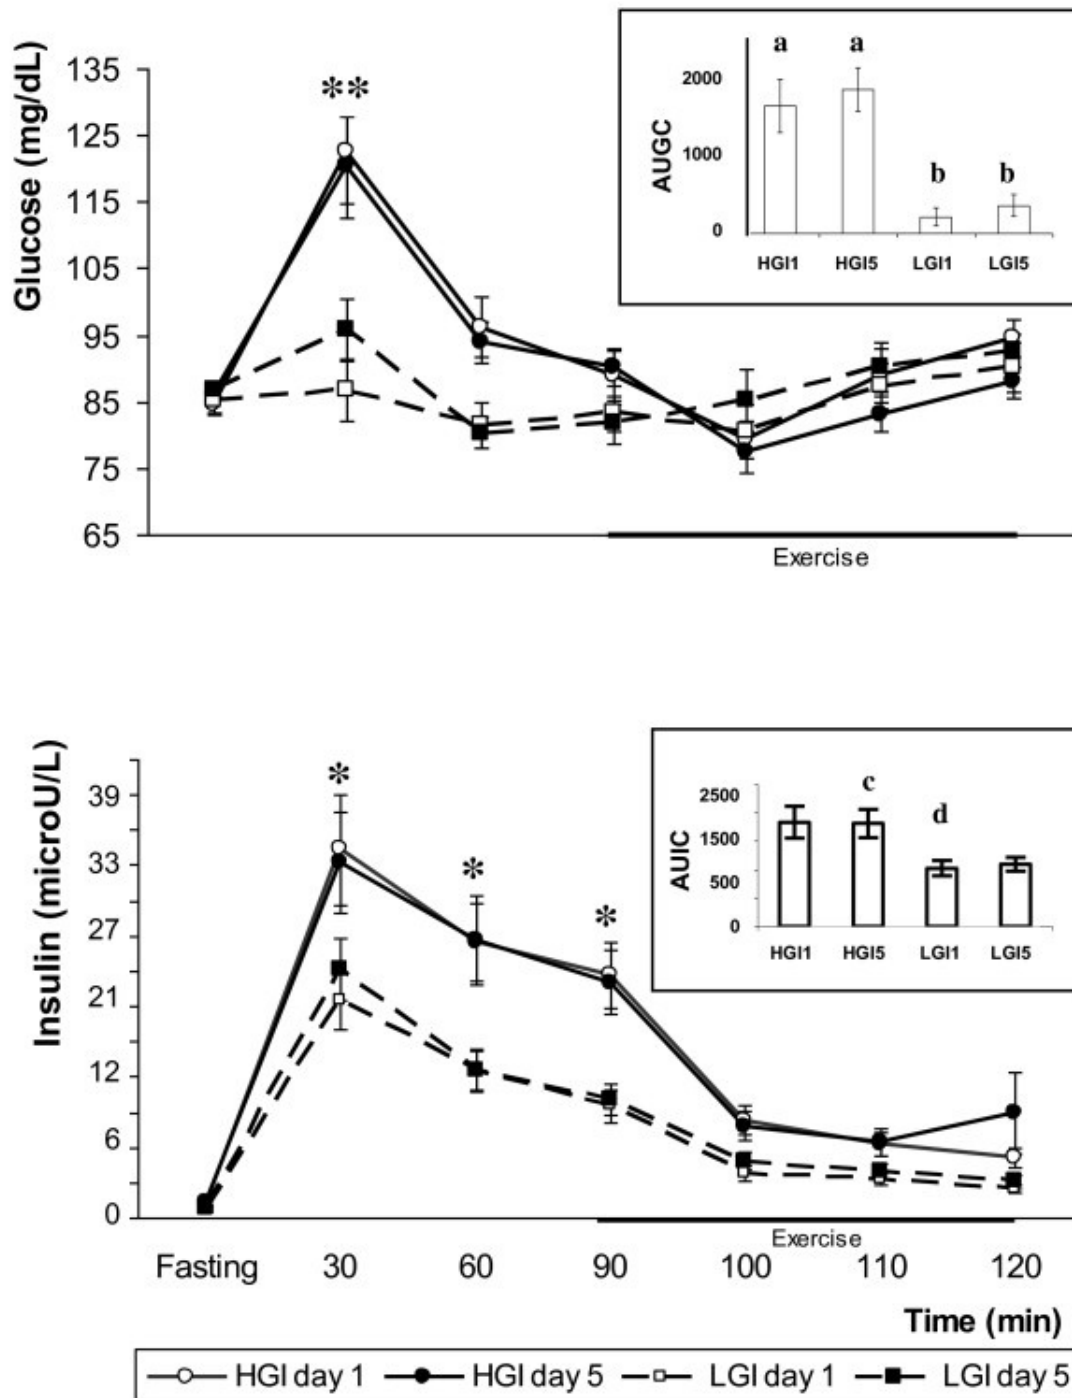 Glucose (mg/dL)
135
125
115
105
95
85
75
65
**
Exercise
AUGC
2000
1000
0
a a b b
HGI1 HGI5 LGI1 LGI5
Insulin (microU/L)
39
33
27
21
12
6
0
*
*
*
Exercise
AUIC
2500
1500
500
0
c d
HGI1 HGI5 LGI1 LGI5
Fasting 30 60 90 100 110 120
Time (min)
HGI day 1 HGI day 5 LGI day 1 LGI day 5